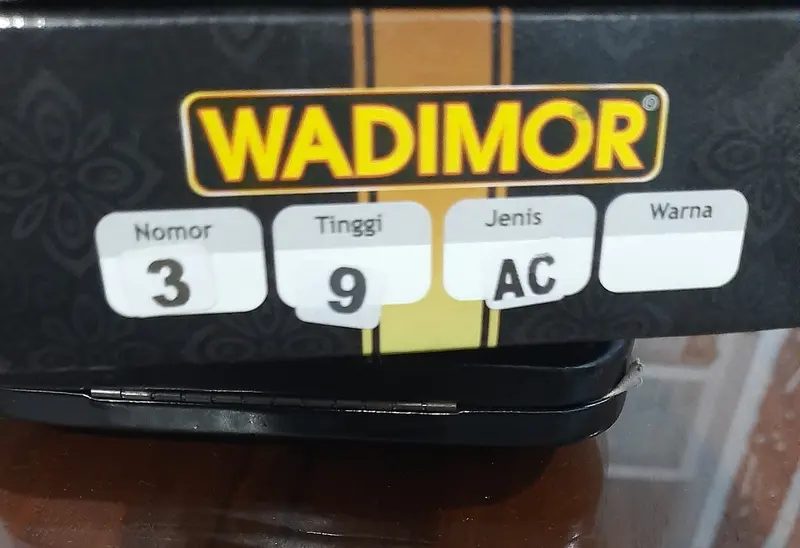 WADIMOR®
Nomor Tinggi Jenis Warna
3 9 AC